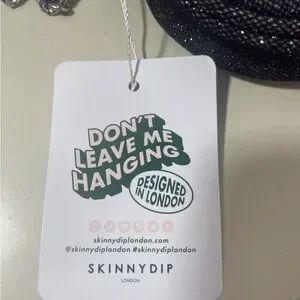 DON'T
LEAVE ME
HANGING
DESIGNED
IN LONDON
skinnydiplondon.com
@skinnydiplondon #skinnydiplondon
SKINNYDIP
LONDON